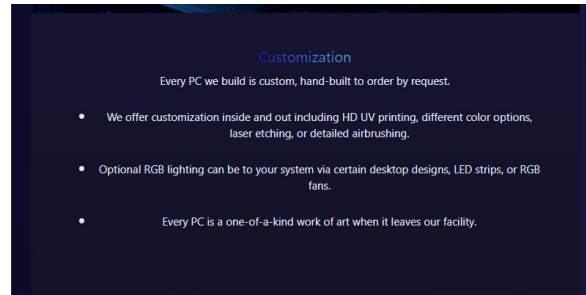 Customization
Every PC we build is custom, hand-built to order by request.
We offer customization inside and out including HD UV printing, different color options,
laser etching, or detailed airbrushing.
Optional RGB lighting can be to your system via certain desktop designs, LED strips, or RGB
fans.
Every PC is a one-of-a-kind work of art when it leaves our facility.